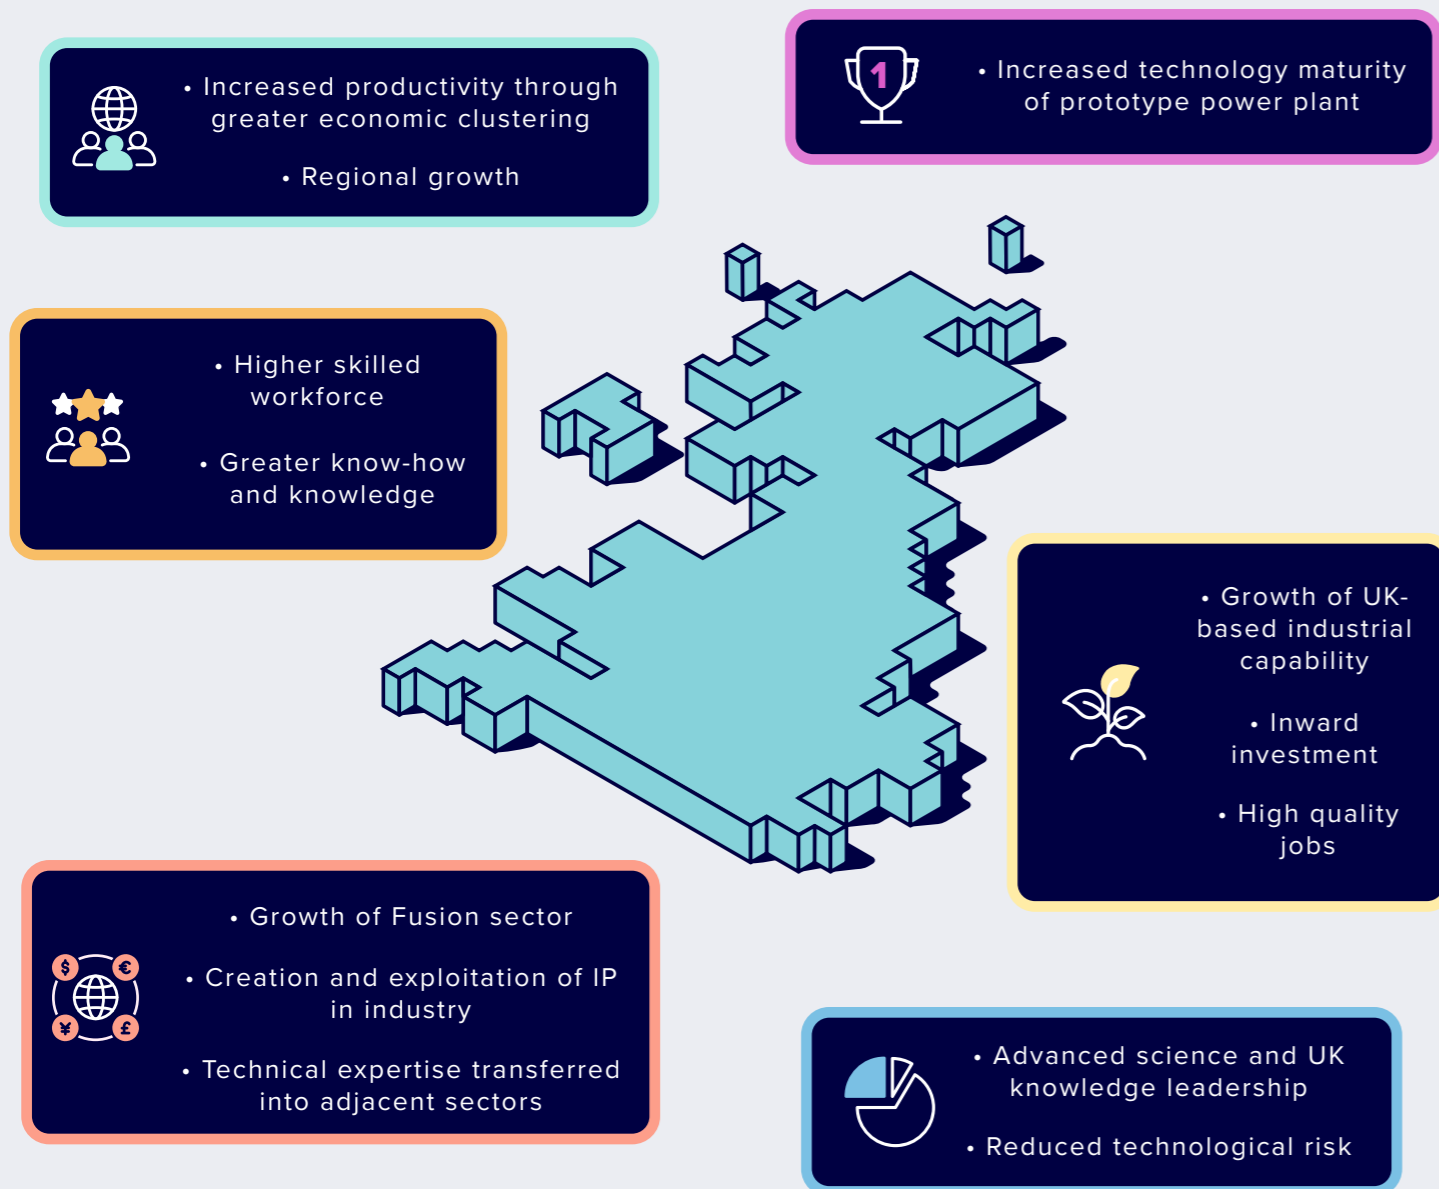 • Increased productivity through
greater economic clustering
• Regional growth
1
• Increased technology maturity
of prototype power plant
• Higher skilled
workforce
• Greater know-how
and knowledge
• Growth of UK-
based industrial
capability
• Inward
investment
• High quality
jobs
• Growth of Fusion sector
• Creation and exploitation of IP
in industry
• Technical expertise transferred
into adjacent sectors
$ €
¥ £
• Advanced science and UK
knowledge leadership
• Reduced technological risk